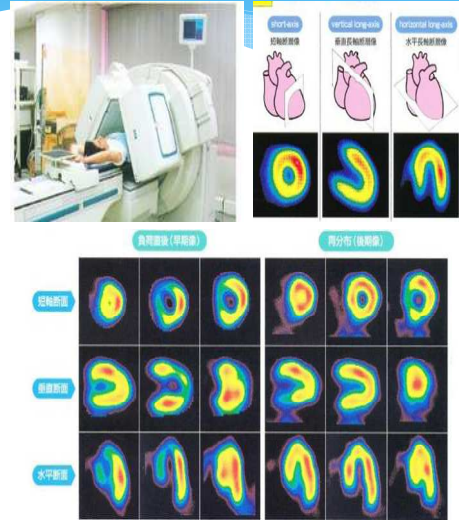 short-axis
短軸断層像
vertical long-axis
垂直長軸断層像
horizontal long-axis
水平長軸断層像
負荷直後（早期像）
再分布（後期像）
短軸断面
垂直断面
水平断面